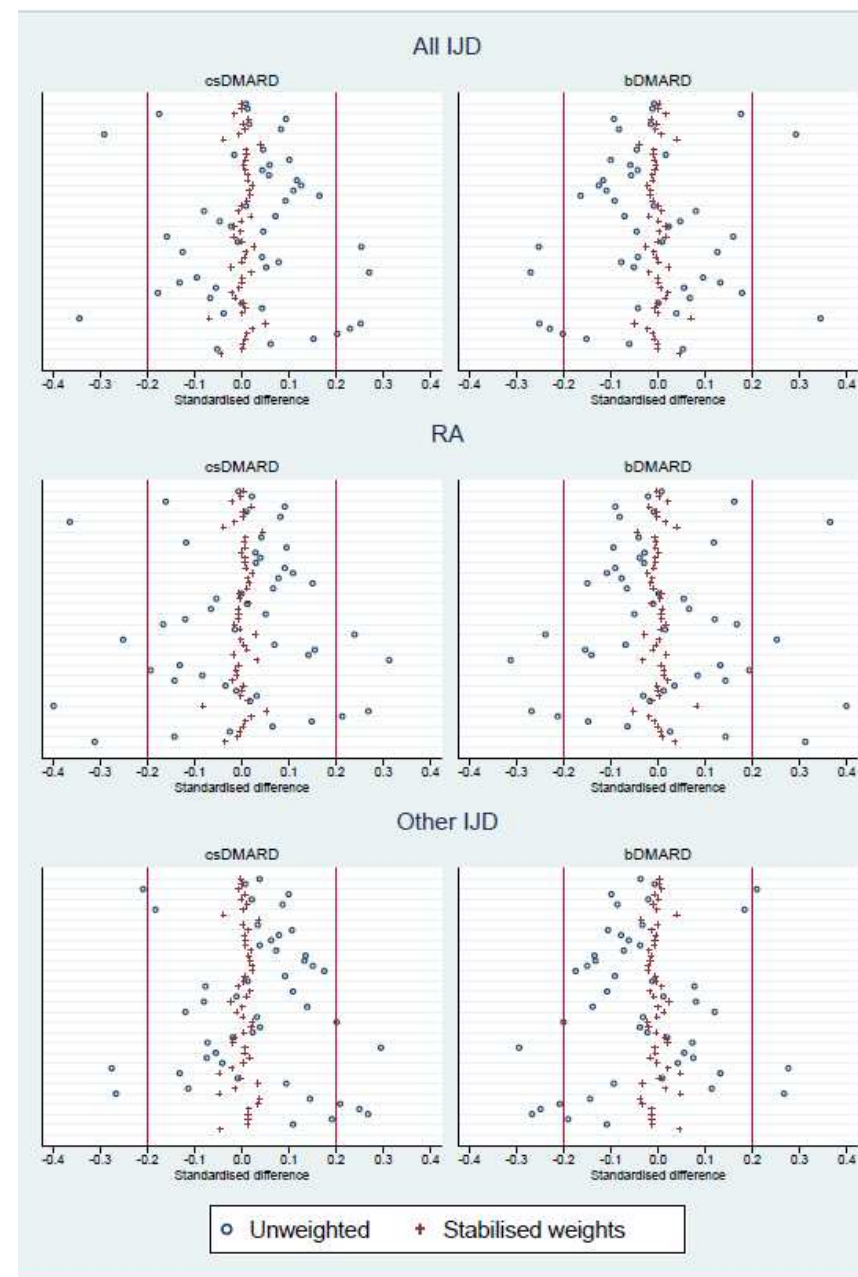 All IJD
csDMARD bDMARD
-0.4 -0.3 -0.2 -0.1 0.0 0.1 0.2 0.3 0.4 -0.4 -0.3 -0.2 -0.1 0.0 0.1 0.2 0.3 0.4
Standardised difference Standardised difference
RA
csDMARD bDMARD
-0.4 -0.3 -0.2 -0.1 0.0 0.1 0.2 0.3 0.4 -0.4 -0.3 -0.2 -0.1 0.0 0.1 0.2 0.3 0.4
Standardised difference Standardised difference
Other IJD
csDMARD bDMARD
-0.4 -0.3 -0.2 -0.1 0.0 0.1 0.2 0.3 0.4 -0.4 -0.3 -0.2 -0.1 0.0 0.1 0.2 0.3 0.4
Standardised difference Standardised difference
Unweighted Stabilised weights